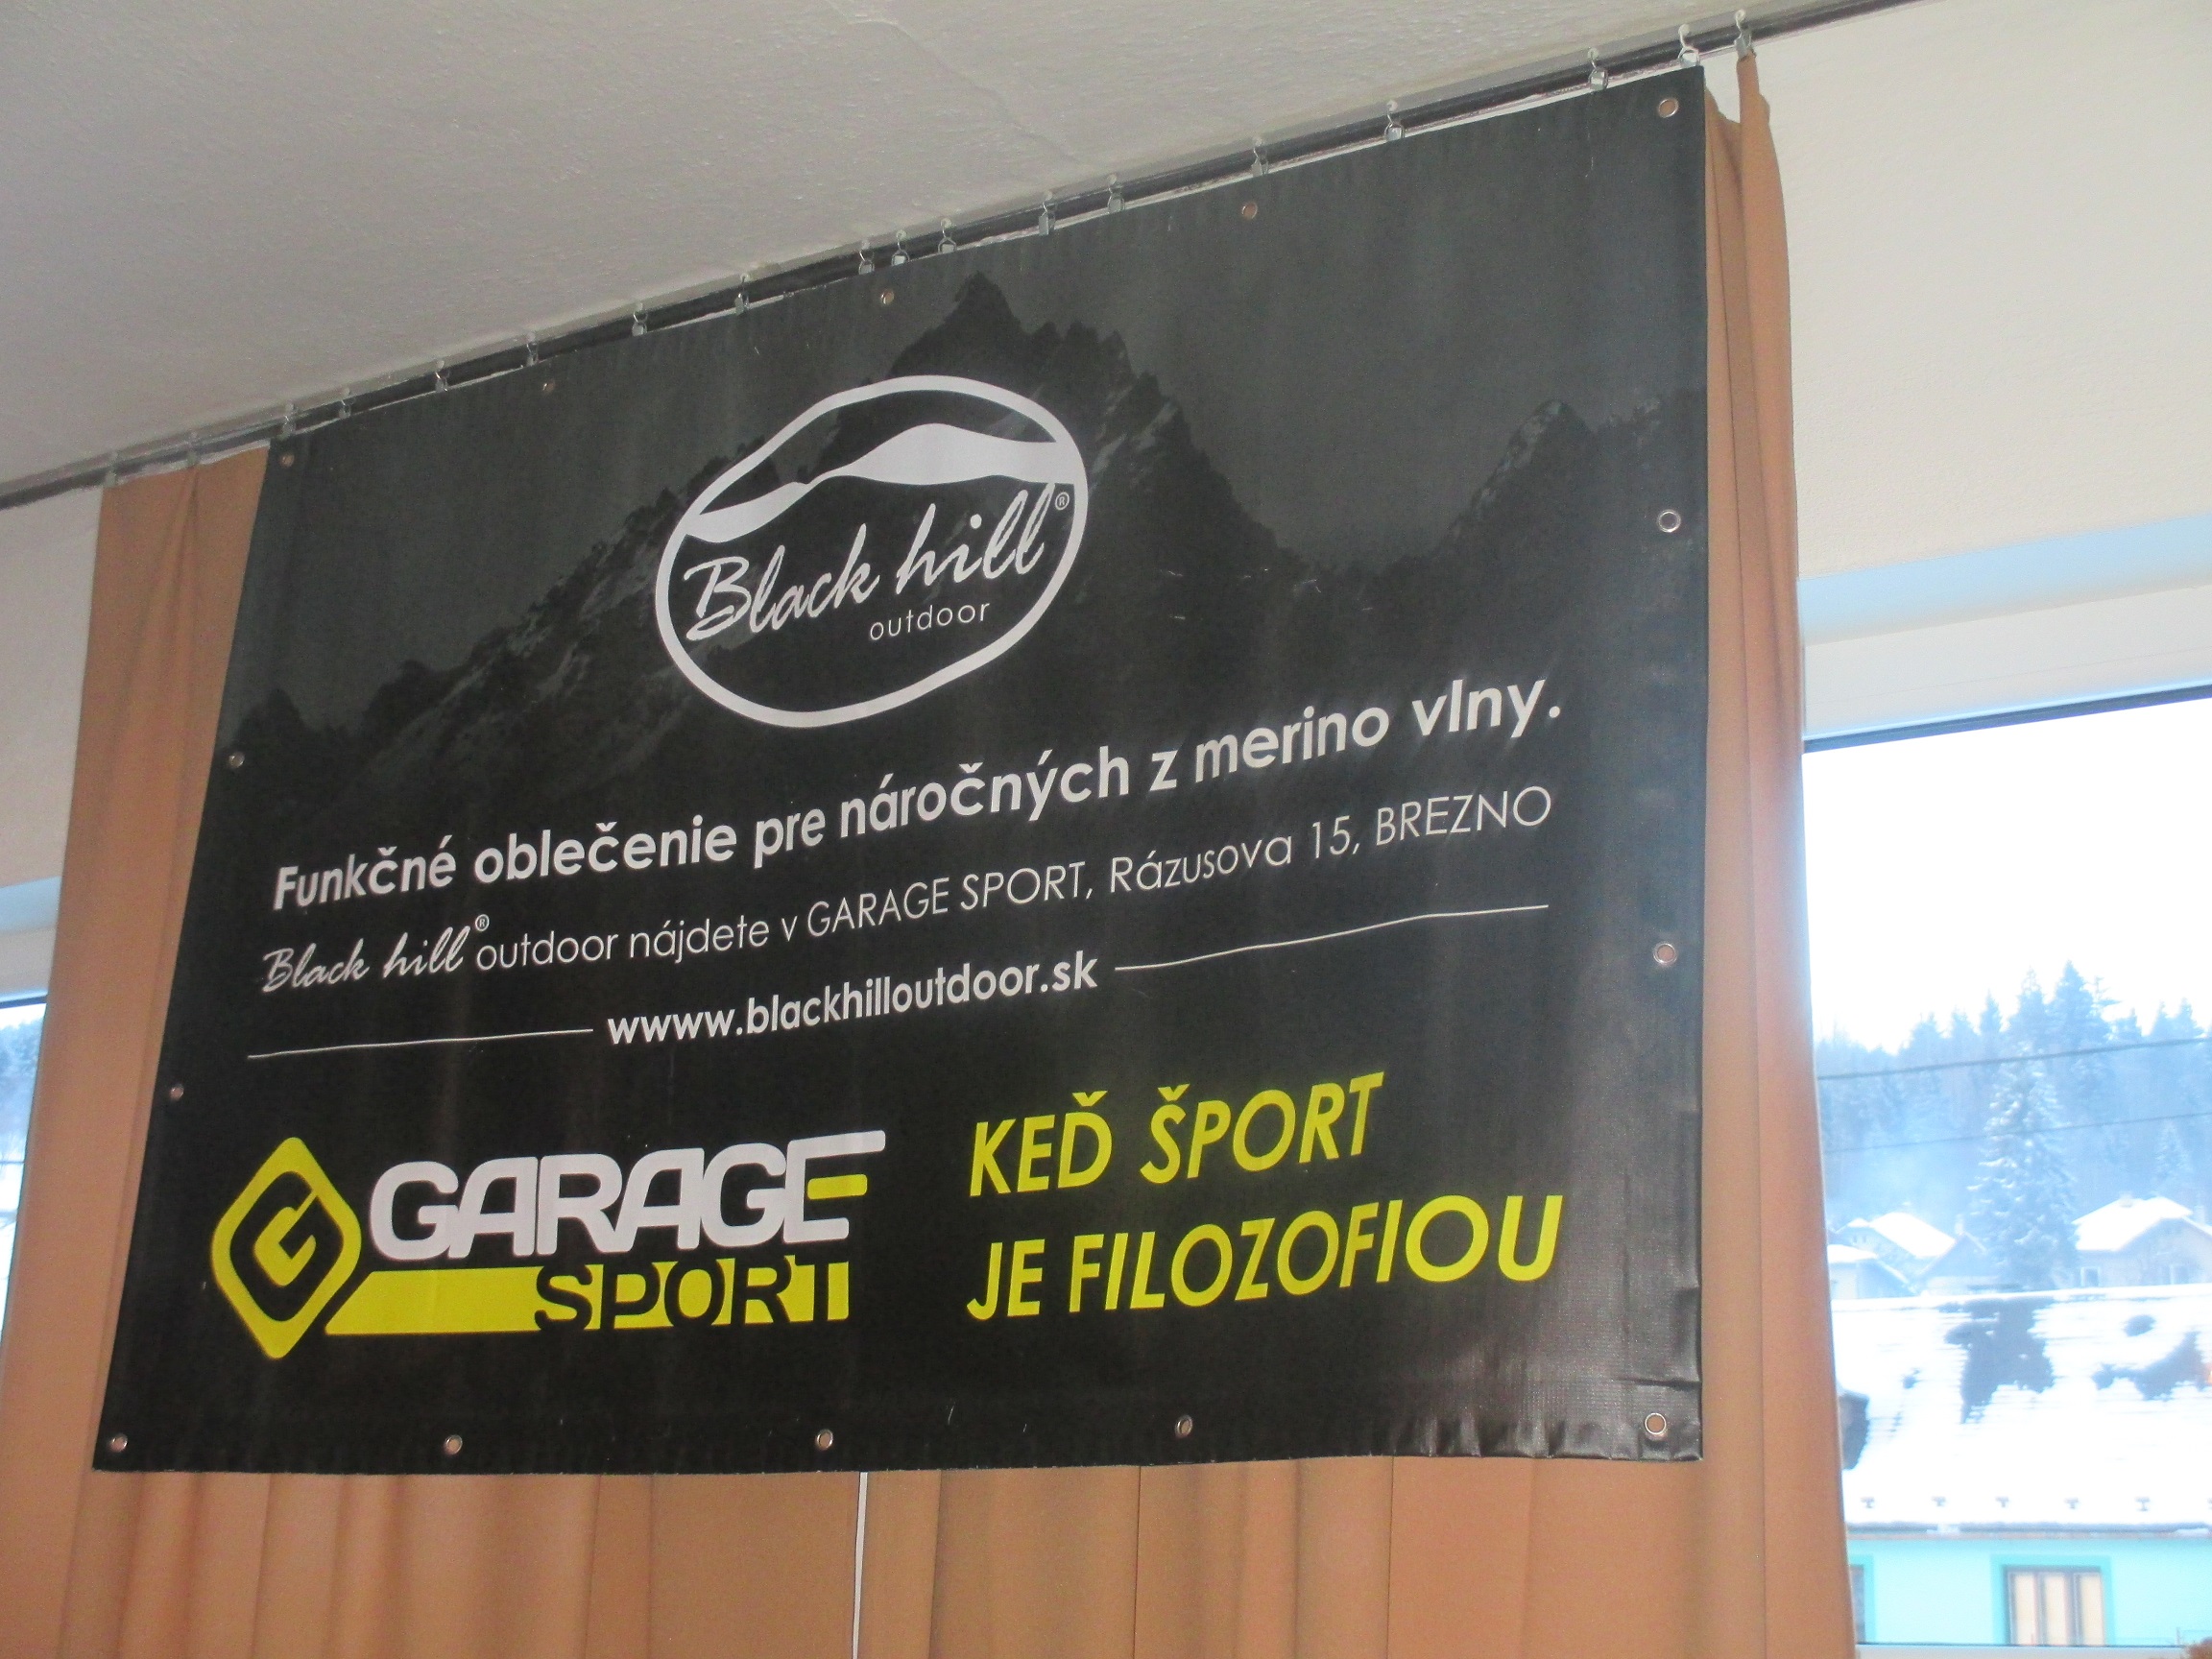 Black hill®
outdoor
Funkčné oblečenie pre náročných z merino vlny.
Black hill® outdoor nájdete v GARAGE SPORT, Rázusova 15, BREZNO
wwww.blackhilloutdoor.sk
GARAGE
SPORT
KEĎ ŠPORT
JE FILOZOFIOU